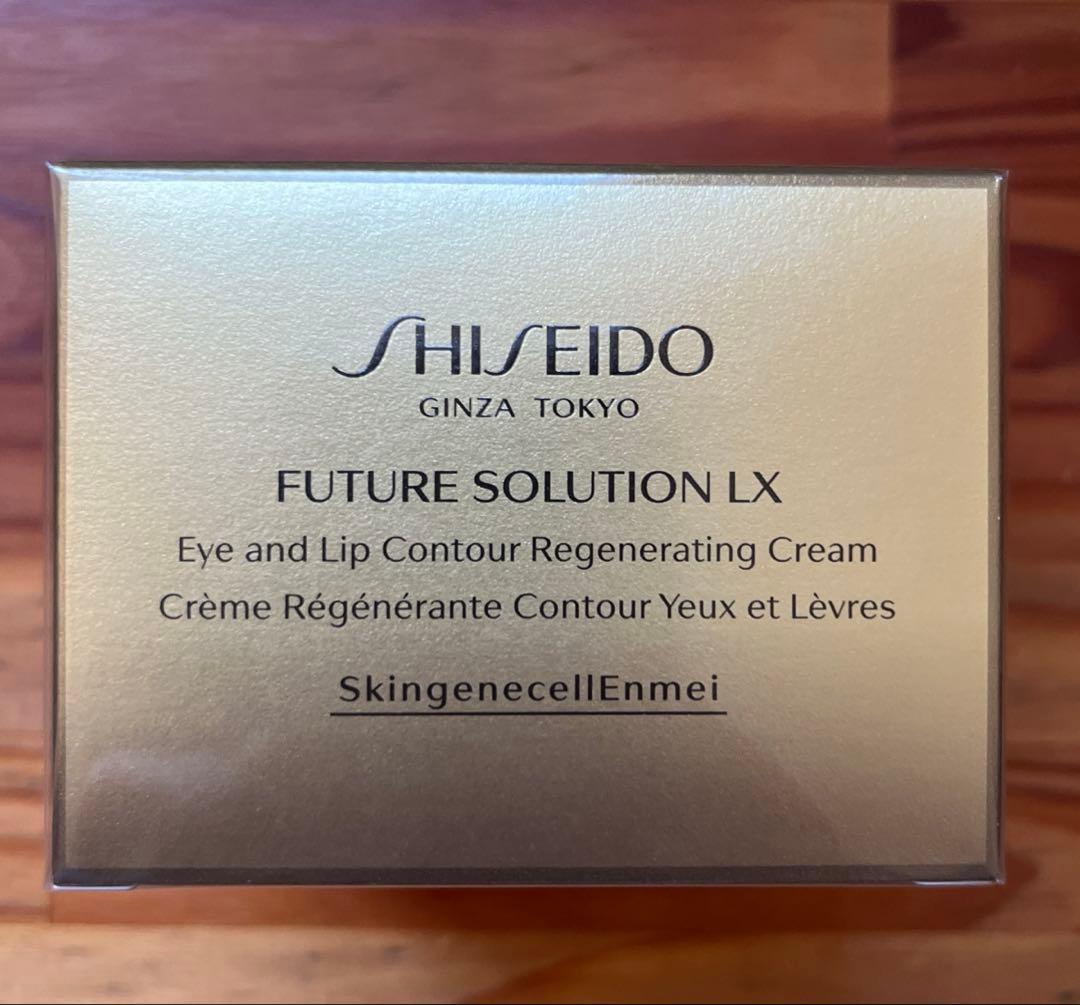 SHISEIDO
GINZA TOKYO
FUTURE SOLUTION LX
Eye and Lip Contour Regenerating Cream
Crème Régénérante Contour Yeux et Lèvres
SkingenecellEnmei